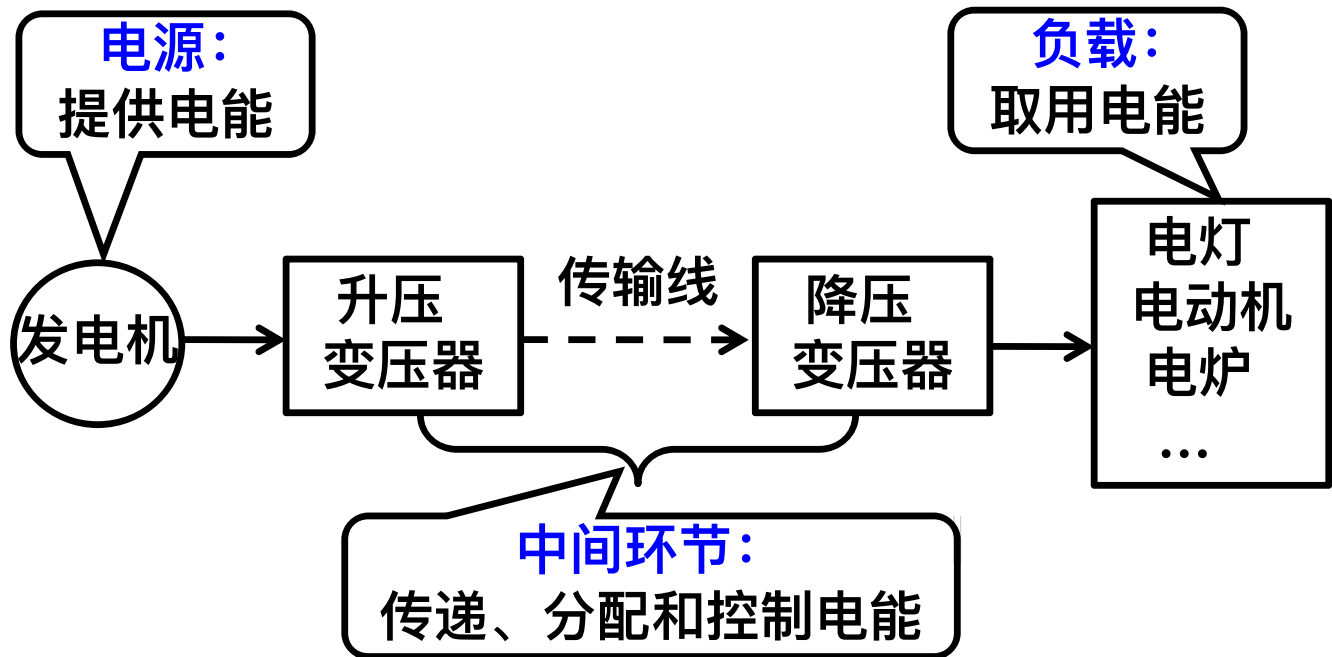 电源：
提供电能
负载：
取用电能
发电机
升压
变压器
传输线
降压
变压器
电灯
电动机
电炉
…
中间环节：
传递、分配和控制电能